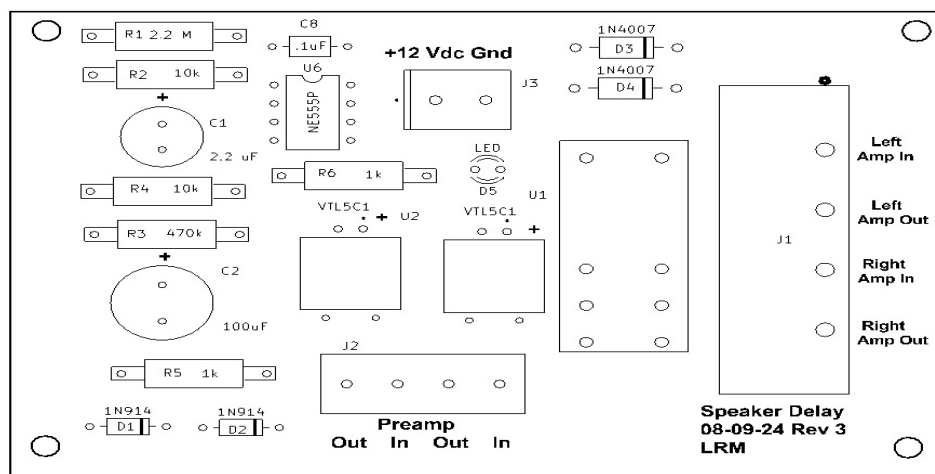 R1 2.2 M
R2 10k
+
C1
2.2 uF
R4 10k
R3 470k
+
C2
100uF
R5 1k
1N914
D1
1N914
D2
C8
.1uF
U6
NE555P
+12 Vdc Gnd
J3
R6 1k
LED
D5
VTL5C1
U2
+
VTL5C1
U1
+
J2
Preamp
Out In Out In
1N4007
D3
1N4007
D4
J1
Left
Amp In
Left
Amp Out
Right
Amp In
Right
Amp Out
Speaker Delay
08-09-24 Rev 3
LRM